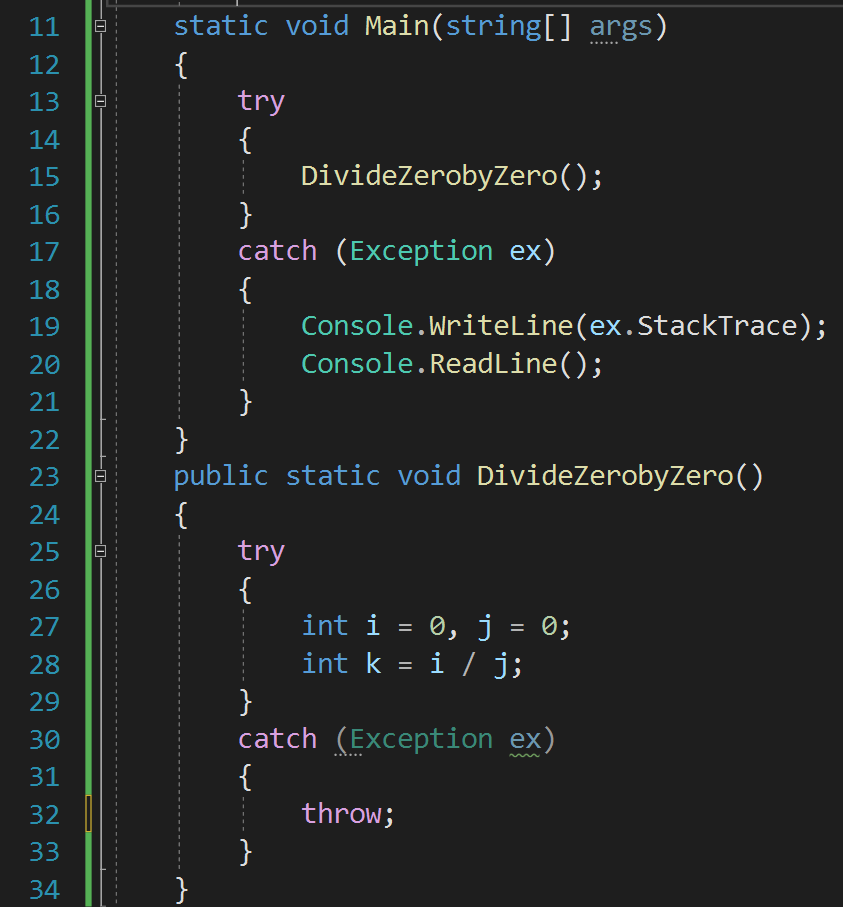 11 static void Main(string[] args)
12 {
13 try
14 {
15 DivideZerobyZero();
16 }
17 catch (Exception ex)
18 {
19 Console.WriteLine(ex.StackTrace);
20 Console.ReadLine();
21 }
22 }
23 public static void DivideZerobyZero()
24 {
25 try
26 {
27 int i = 0, j = 0;
28 int k = i / j;
29 }
30 catch (Exception ex)
31 {
32 throw;
33 }
34 }